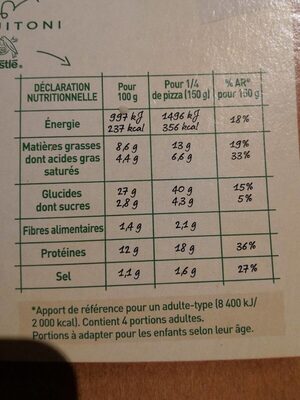 UITONI
estlé®
DÉCLARATION NUTRITIONNELLE Pour 100 g Pour 1/4 de pizza (150 g) % AR* pour 150 g
Énergie 997 kJ 237 kcal 1496 kJ 356 kcal 18%
Matières grasses 8,6 g 13 g 19%
dont acides gras saturés 4,4 g 6,6 g 33%
Glucides 27 g 40 g 15%
dont sucres 2,8 g 4,3 g 5%
Fibres alimentaires 1,4 g 2,1 g
Protéines 12 g 18 g 36%
Sel 1,1 g 1,6 g 27%
*Apport de référence pour un adulte-type (8 400 kJ/
2 000 kcal). Contient 4 portions adultes.
Portions à adapter pour les enfants selon leur âge.